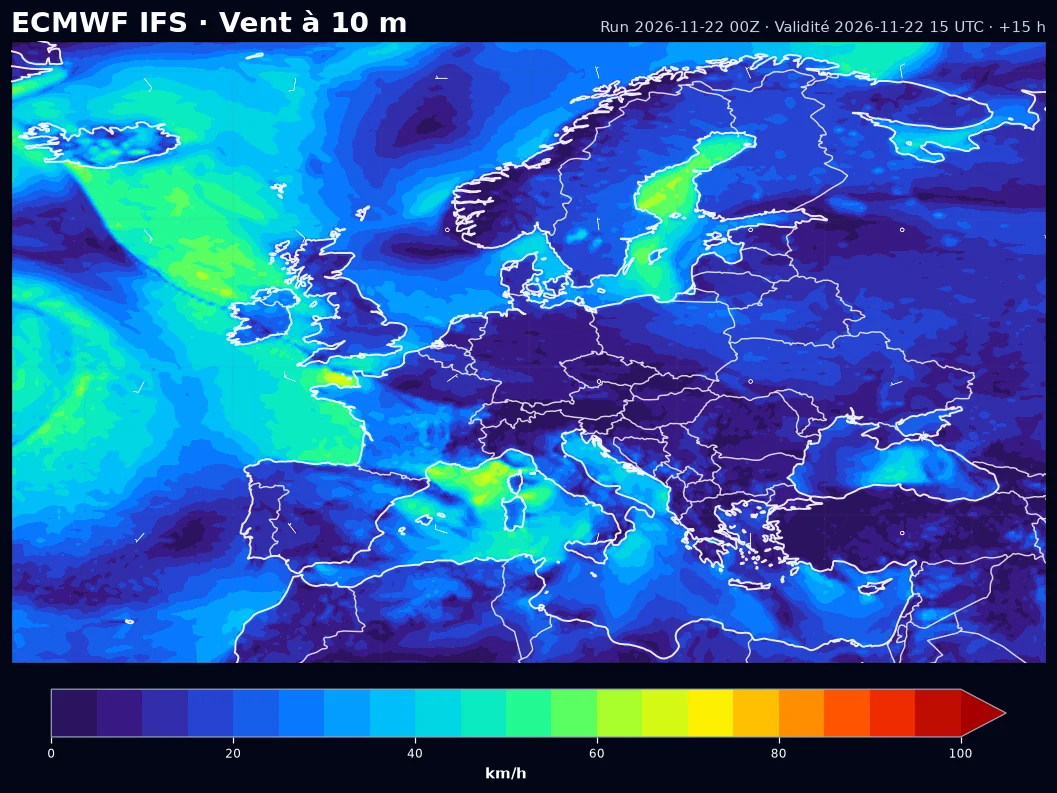 ECMWF IFS · Vent à 10 m
Run 2026-11-22 00Z · Validité 2026-11-22 15 UTC · +15 h
0 20 40 60 80 100
km/h